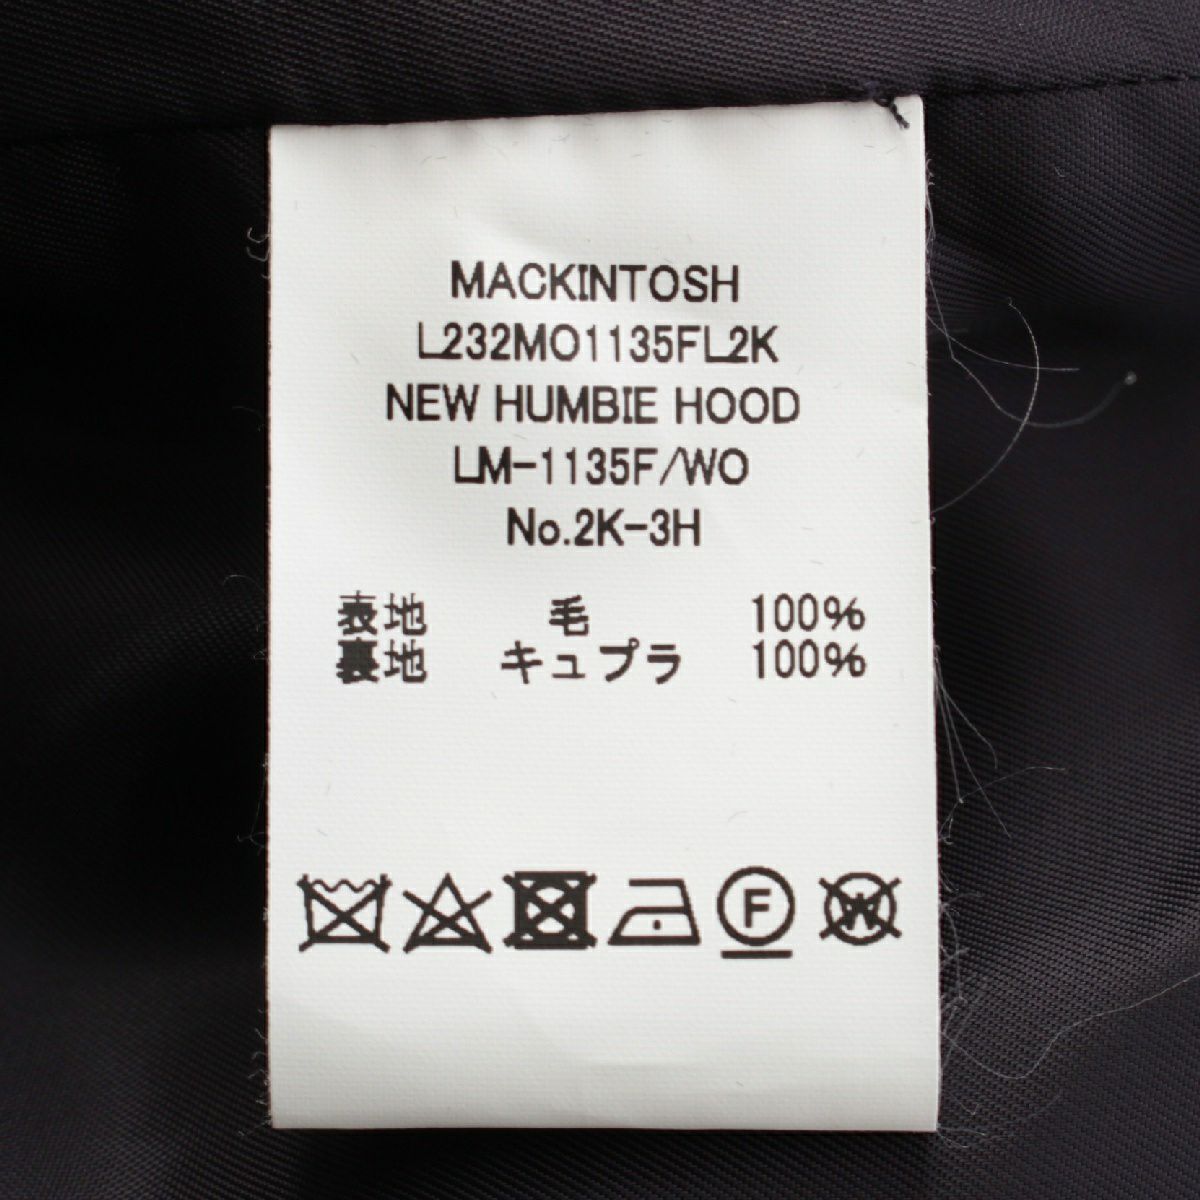 MACKINTOSH
L232MO1135FL2K
NEW HUMBIE HOOD
LM-1135F/WO
No.2K-3H
表地 毛 100%
裏地 キュプラ 100%
F W